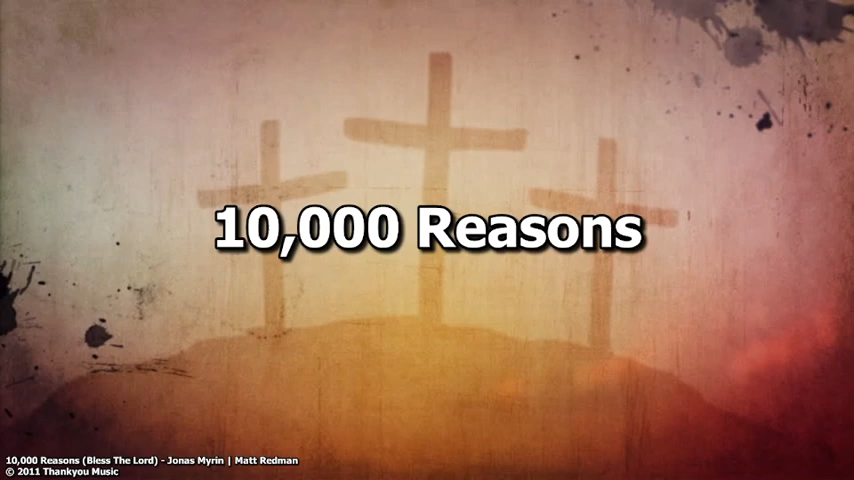 10,000 Reasons
10,000 Reasons (Bless The Lord) - Jonas Myrin | Matt Redman
© 2011 Thankyou Music